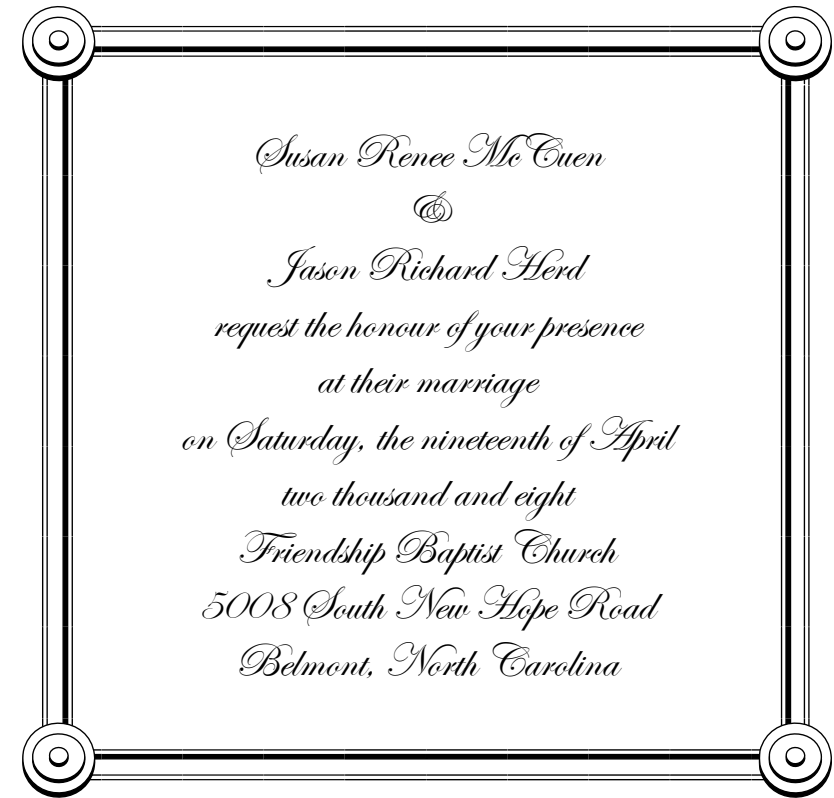 Susan Renee McCuen
&
Jason Richard Herd
request the honour of your presence
at their marriage
on Saturday, the nineteenth of April
two thousand and eight
Friendship Baptist Church
5008 South New Hope Road
Belmont, North Carolina